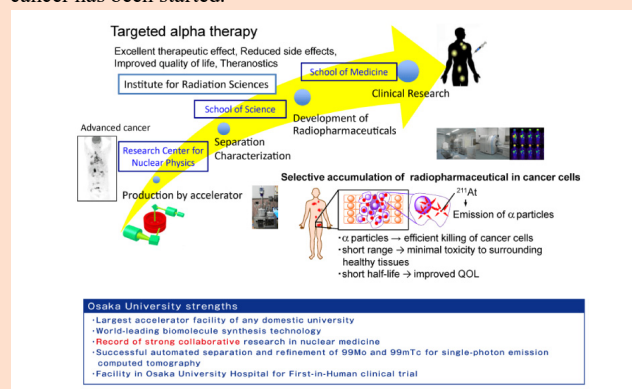 cancer has been started.
Targeted alpha therapy
Excellent therapeutic effect, Reduced side effects,
Improved quality of life, Theranostics
Institute for Radiation Sciences
School of Medicine
Clinical Research
School of Science
Development of
Radiopharmaceuticals
Advanced cancer
Separation
Characterization
Research Center for
Nuclear Physics
Production by accelerator
Selective accumulation of radiopharmaceutical in cancer cells
211At
Emission of α particles
・α particles → efficient killing of cancer cells
・short range → minimal toxicity to surrounding
healthy tissues
・short half-life → improved QOL
Osaka University strengths
・Largest accelerator facility of any domestic university
・World-leading biomolecule synthesis technology
・Record of strong collaborative research in nuclear medicine
・Successful automated separation and refinement of 99Mo and 99mTc for single-photon emission
computed tomography
・Facility in Osaka University Hospital for First-in-Human clinical trial